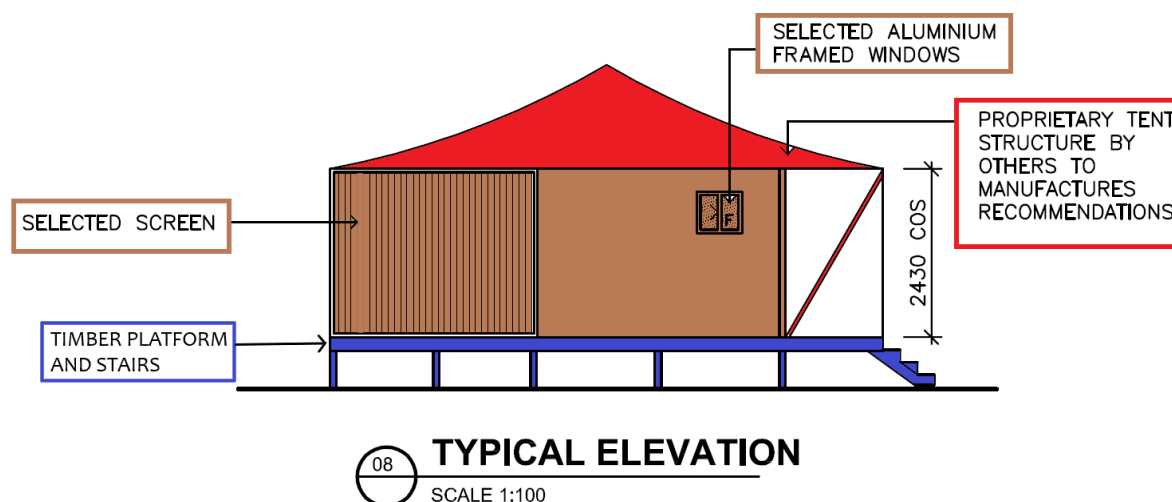 SELECTED ALUMINIUM
FRAMED WINDOWS
PROPRIETARY TENT
STRUCTURE BY
OTHERS TO
MANUFACTURES
RECOMMENDATIONS
SELECTED SCREEN
F
2430 COS
TIMBER PLATFORM
AND STAIRS
08
TYPICAL ELEVATION
SCALE 1:100